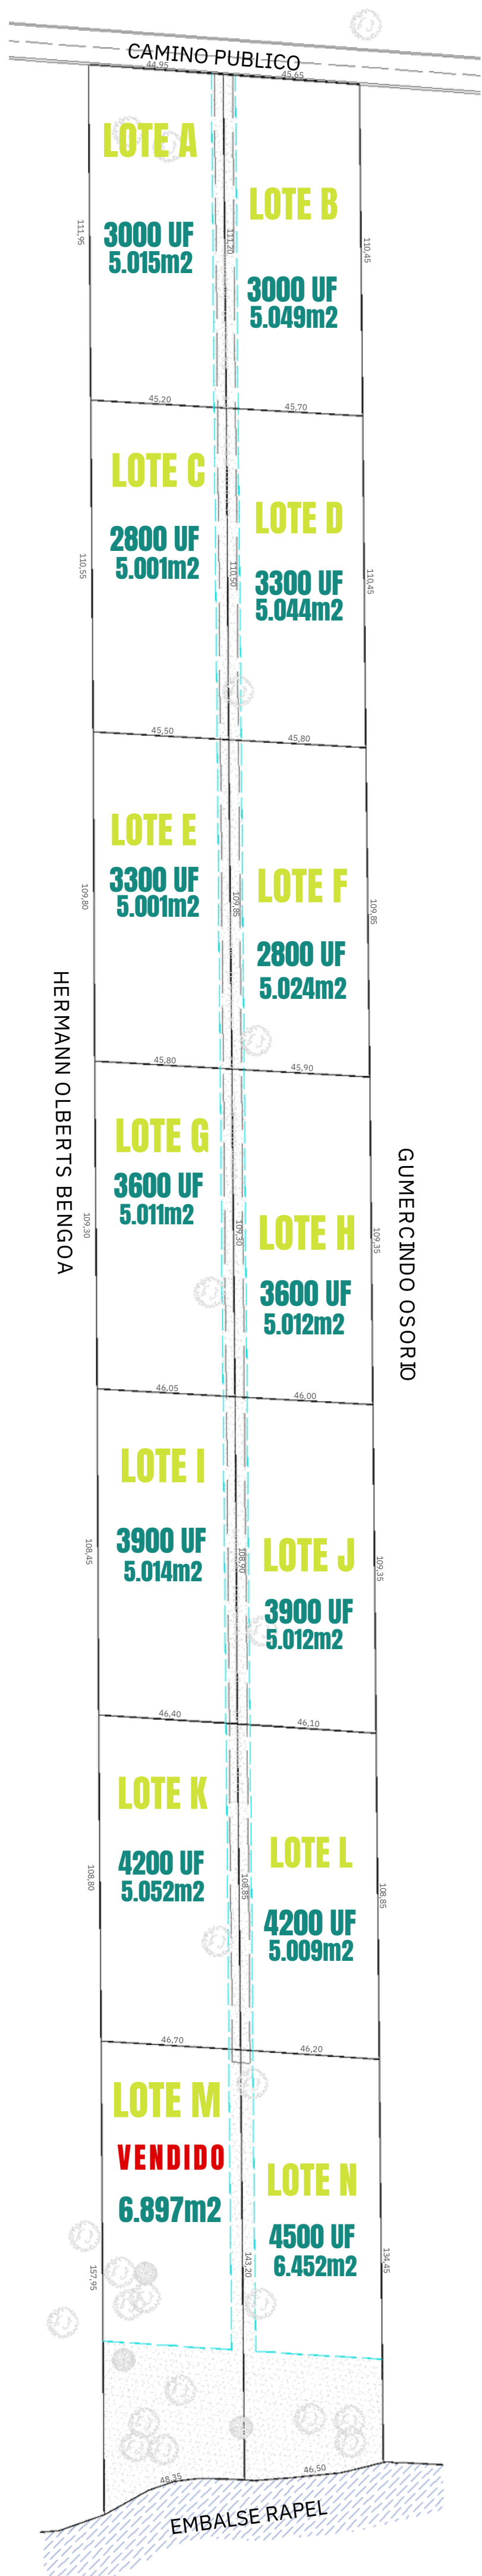 CAMINO PUBLICO
44,95
45,65
LOTE A
3000 UF
5.015m2
111,95
111,20
LOTE B
3000 UF
5.049m2
110,45
45,20
45,70
LOTE C
2800 UF
5.001m2
110,55
110,50
LOTE D
3300 UF
5.044m2
110,45
45,50
45,80
LOTE E
3300 UF
5.001m2
109,80
109,85
LOTE F
2800 UF
5.024m2
109,85
HERMANN OLBERTS BENGOA
45,80
45,90
LOTE G
3600 UF
5.011m2
109,30
109,30
LOTE H
3600 UF
5.012m2
109,35
GUMERCINDO OSORIO
46,05
46,00
LOTE I
3900 UF
5.014m2
108,45
108,90
LOTE J
3900 UF
5.012m2
109,35
46,40
46,10
LOTE K
4200 UF
5.052m2
108,80
108,85
LOTE L
4200 UF
5.009m2
108,85
46,70
46,20
LOTE M
VENDIDO
6.897m2
157,95
143,20
LOTE N
4500 UF
6.452m2
134,45
48,35
46,50
EMBALSE RAPEL